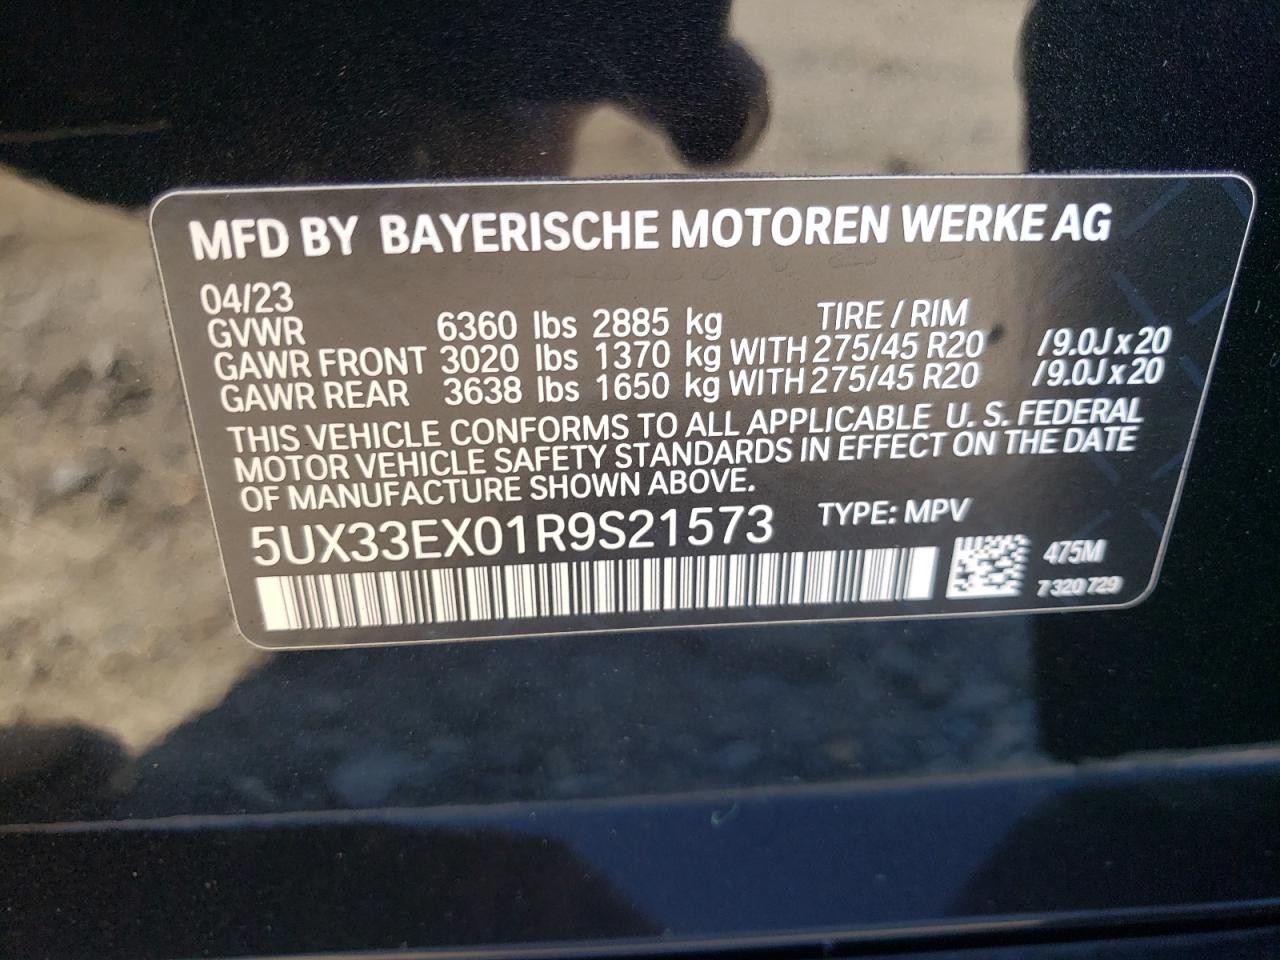 MFD BY BAYERISCHE MOTOREN WERKE AG
04/23 TIRE / RIM
GVWR 6360 lbs 2885 kg
GAWR FRONT 3020 lbs 1370 kg WITH 275/45 R20 /9.0J x 20
GAWR REAR 3638 lbs 1650 kg WITH 275/45 R20 /9.0J x 20
THIS VEHICLE CONFORMS TO ALL APPLICABLE U. S. FEDERAL
MOTOR VEHICLE SAFETY STANDARDS IN EFFECT ON THE DATE
OF MANUFACTURE SHOWN ABOVE.
5UX33EX01R9S21573 TYPE: MPV
475M
7 320 729